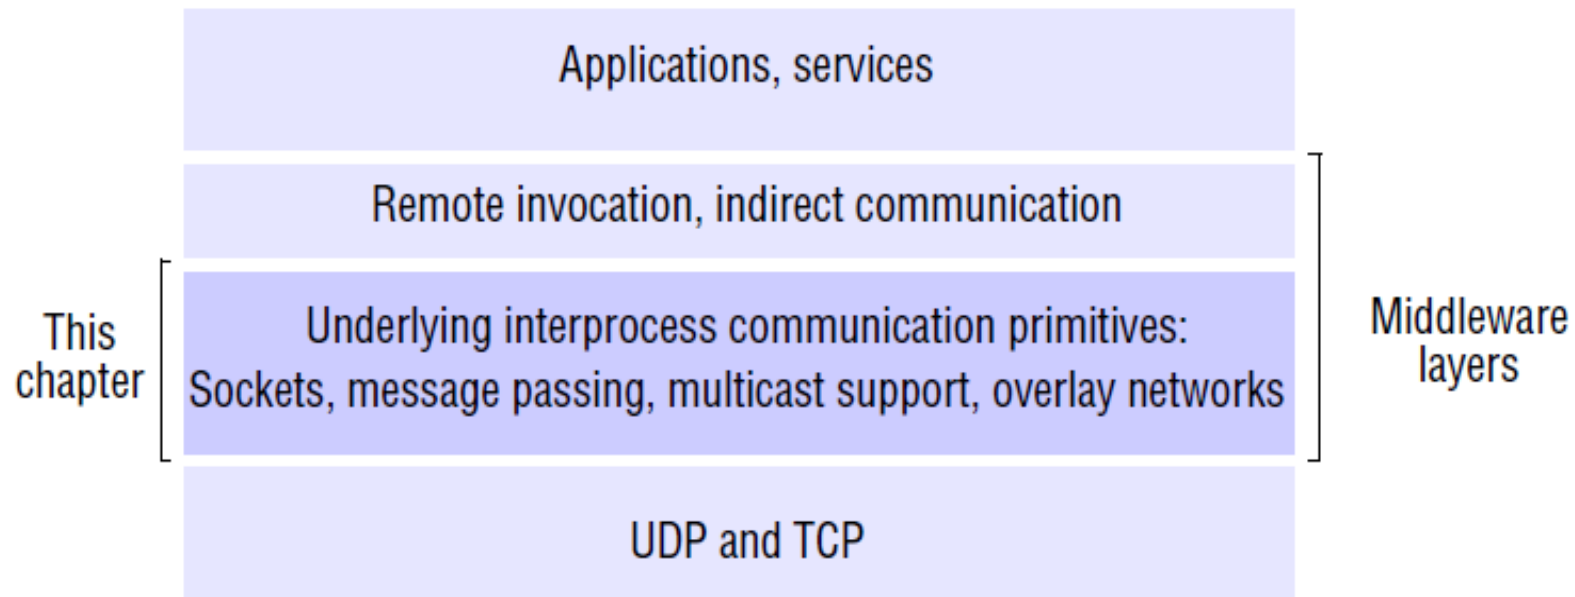 Applications, services
Remote invocation, indirect communication
This
chapter
Underlying interprocess communication primitives:
Sockets, message passing, multicast support, overlay networks
Middleware
layers
UDP and TCP